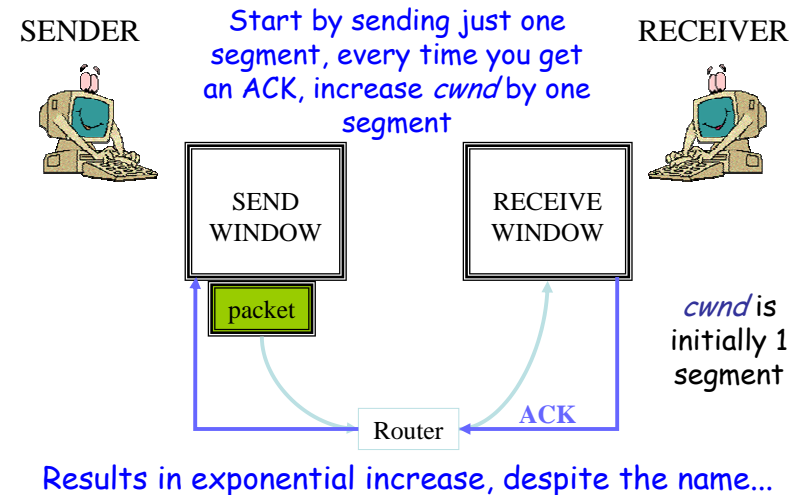 SENDER
Start by sending just one
segment, every time you get
an ACK, increase cwnd by one
segment
RECEIVER
SEND
WINDOW
RECEIVE
WINDOW
packet
cwnd is
initially 1
segment
Router
ACK
Results in exponential increase, despite the name...